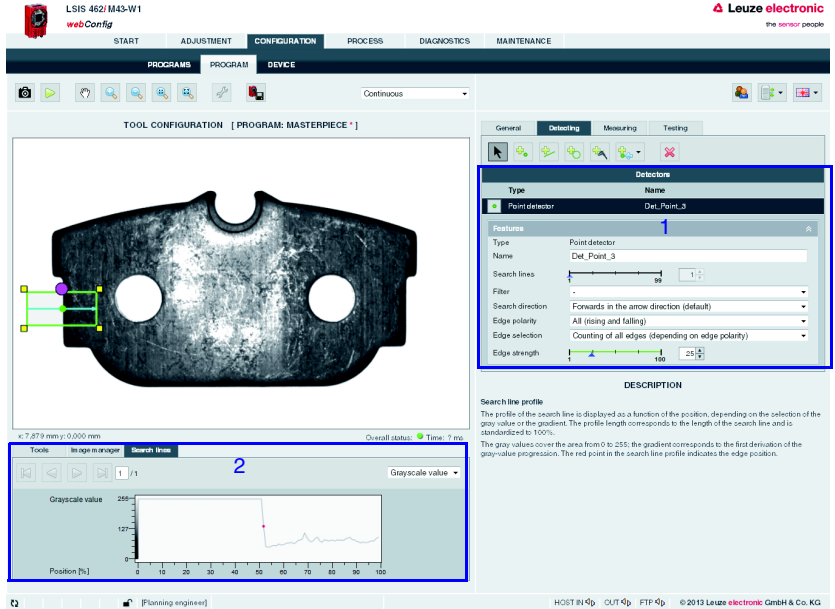 LSIS 462i/M43-W1
webConfig
Leuze electronic
the sensor people
START ADJUSTMENT CONFIGURATION PROCESS DIAGNOSTICS MAINTENANCE
PROGRAMS PROGRAM DEVICE
Continuous
TOOL CONFIGURATION [ PROGRAM: MASTERPIECE * ]
x: 7,879 mm y: 0,000 mm
Overall status: Time: ? ms
Tools Image manager Search lines
2
1 / 1
Grayscale value
Grayscale value
255
127
0
Position [%]
0 10 20 30 40 50 60 70 80 90 100
General Detecting Measuring Testing
Detectors
Type Name
Point detector Det_Point_3
1
Features
Type Point detector
Name Det_Point_3
Search lines 1 99 1
Filter -
Search direction Forwards in the arrow direction (default)
Edge polarity All (rising and falling)
Edge selection Counting of all edges (depending on edge polarity)
Edge strength 1 100 25
DESCRIPTION
Search line profile
The profile of the search line is displayed as a function of the position, depending on the selection of the
gray value or the gradient. The profile length corresponds to the length of the search line and is
standardized to 100%.
The gray values cover the area from 0 to 255; the gradient corresponds to the first derivation of the
gray-value progression. The red point in the search line profile indicates the edge position.
[Planning engineer]
HOST IN OUT FTP © 2013 Leuze electronic GmbH & Co. KG